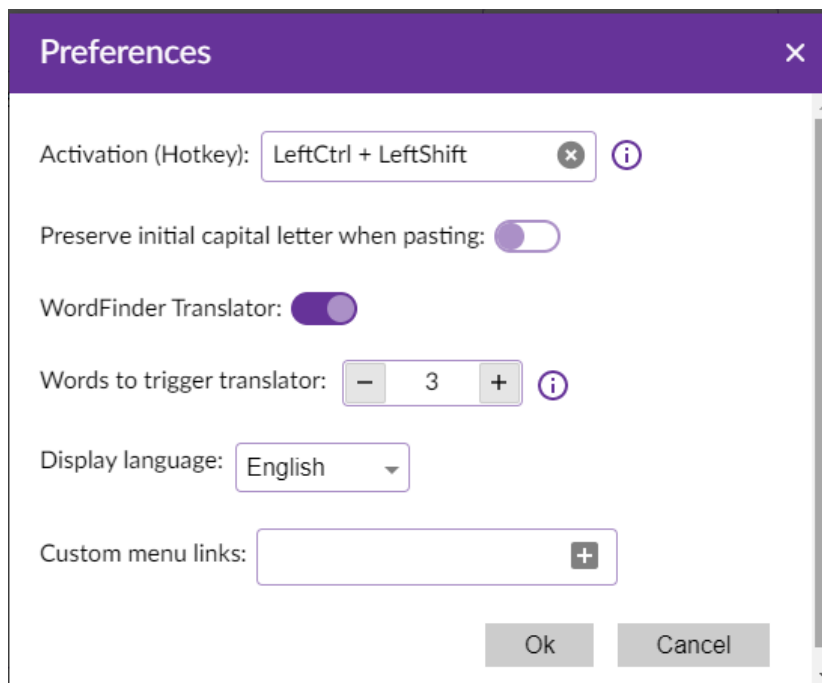 Preferences
Activation (Hotkey): LeftCtrl + LeftShift
Preserve initial capital letter when pasting:
WordFinder Translator:
Words to trigger translator: − 3 +
Display language: English
Custom menu links:
Ok Cancel